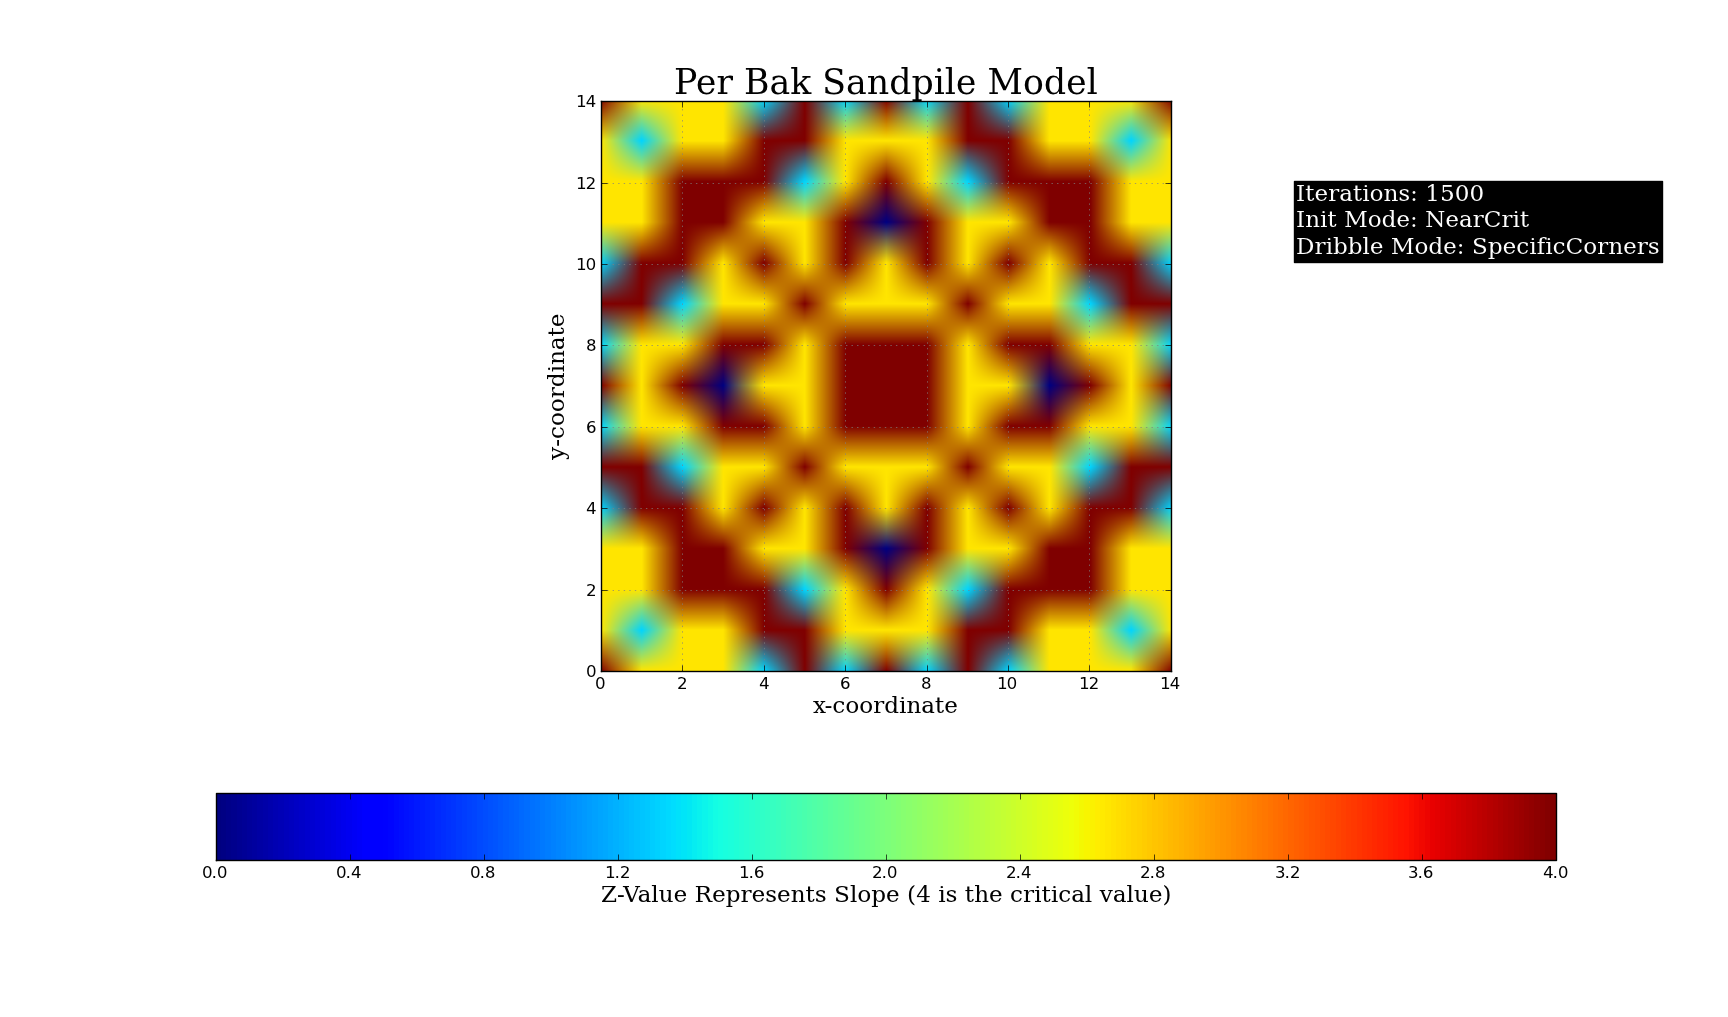 Per Bak Sandpile Model
14
12
10
8
6
4
2
0
y-coordinate
0 2 4 6 8 10 12 14
x-coordinate
Iterations: 1500
Init Mode: NearCrit
Dribble Mode: SpecificCorners
0.0 0.4 0.8 1.2 1.6 2.0 2.4 2.8 3.2 3.6 4.0
Z-Value Represents Slope (4 is the critical value)